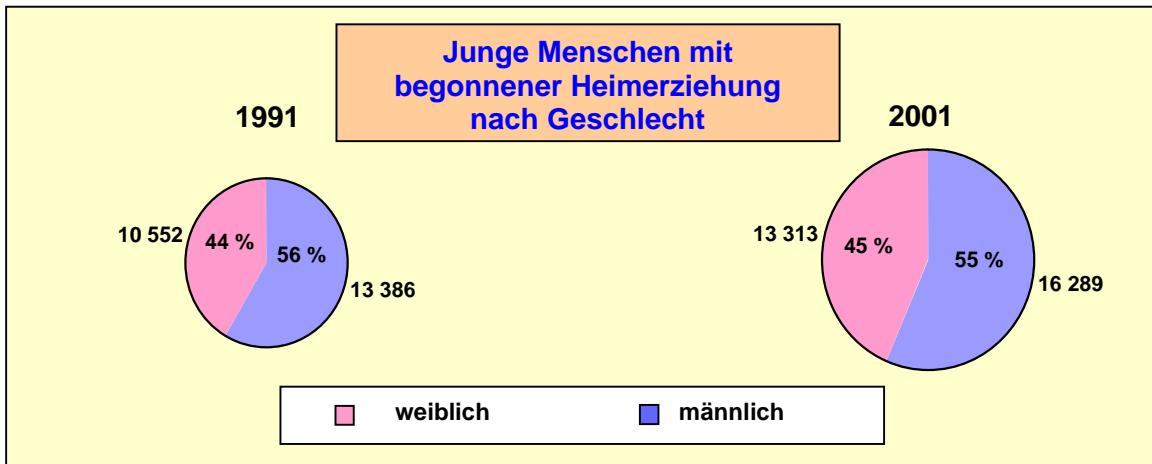 Junge Menschen mit
begonnener Heimerziehung
nach Geschlecht
1991
10 552
44 %
56 %
13 386
2001
13 313
45 %
55 %
16 289
weiblich
männlich